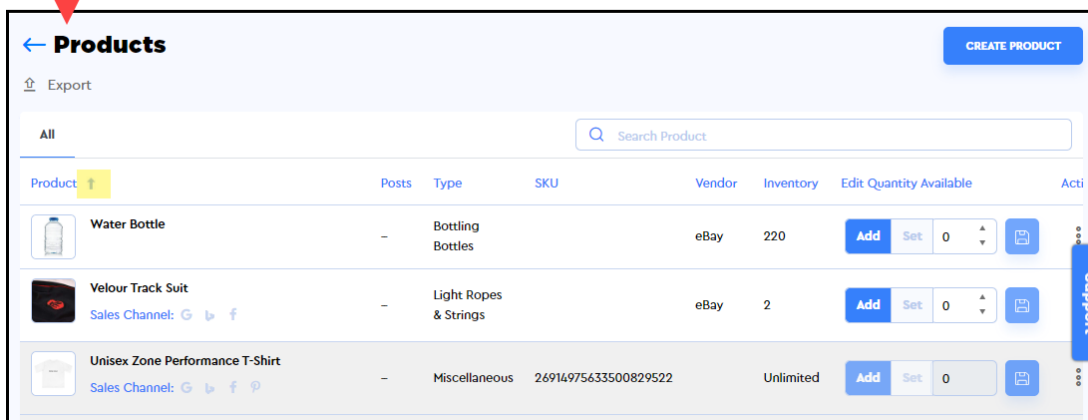 Products
CREATE PRODUCT
Export
All
Search Product
Product Posts Type SKU Vendor Inventory Edit Quantity Available Acti
Water Bottle
–
Bottling
Bottles
eBay 220 Add Set 0
Velour Track Suit
Sales Channel:
–
Light Ropes
& Strings
eBay 2 Add Set 0
Unisex Zone Performance T-Shirt
Sales Channel:
– Miscellaneous 26914975633500829522 Unlimited Add Set 0